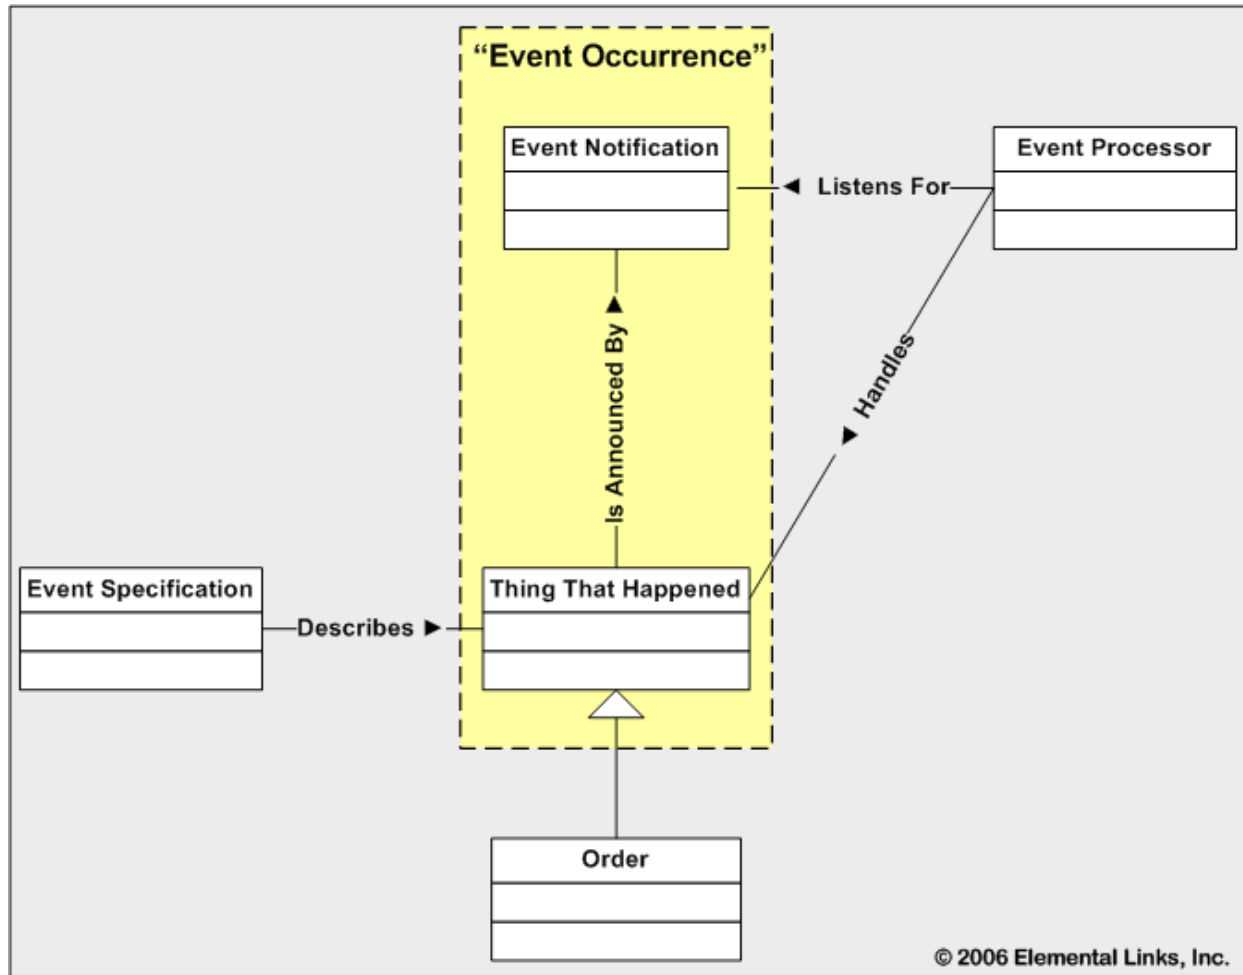 “Event Occurrence”
Event Notification
Event Processor
Listens For
Is Announced By
Handles
Event Specification
Describes
Thing That Happened
Order
© 2006 Elemental Links, Inc.